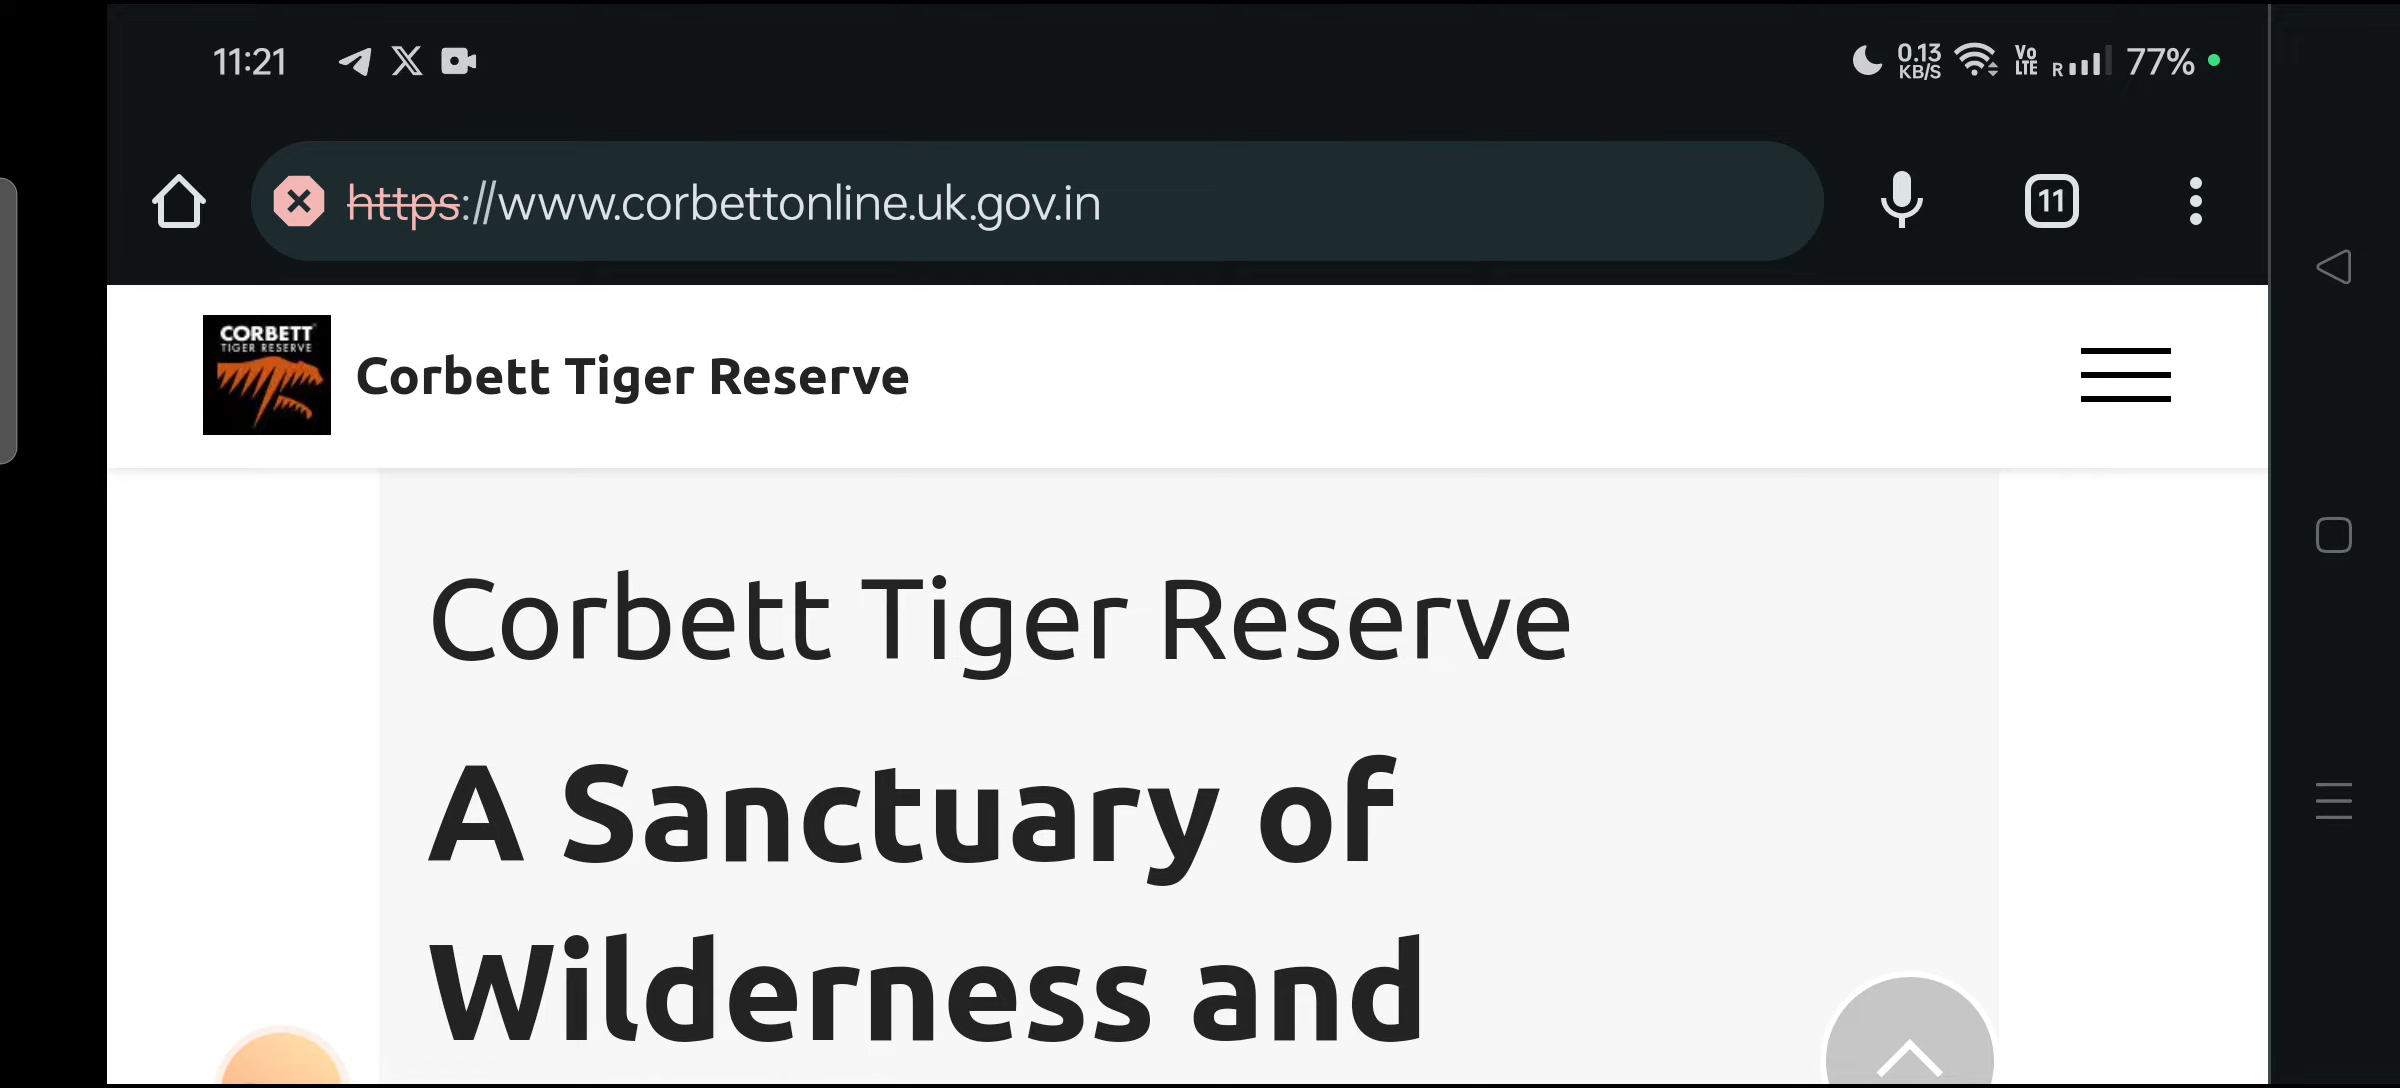 11:21
0.13
KB/S
Vo
LTE
R
77%
https://www.corbettonline.uk.gov.in
11
CORBETT
TIGER RESERVE
Corbett Tiger Reserve
Corbett Tiger Reserve
A Sanctuary of
Wilderness and